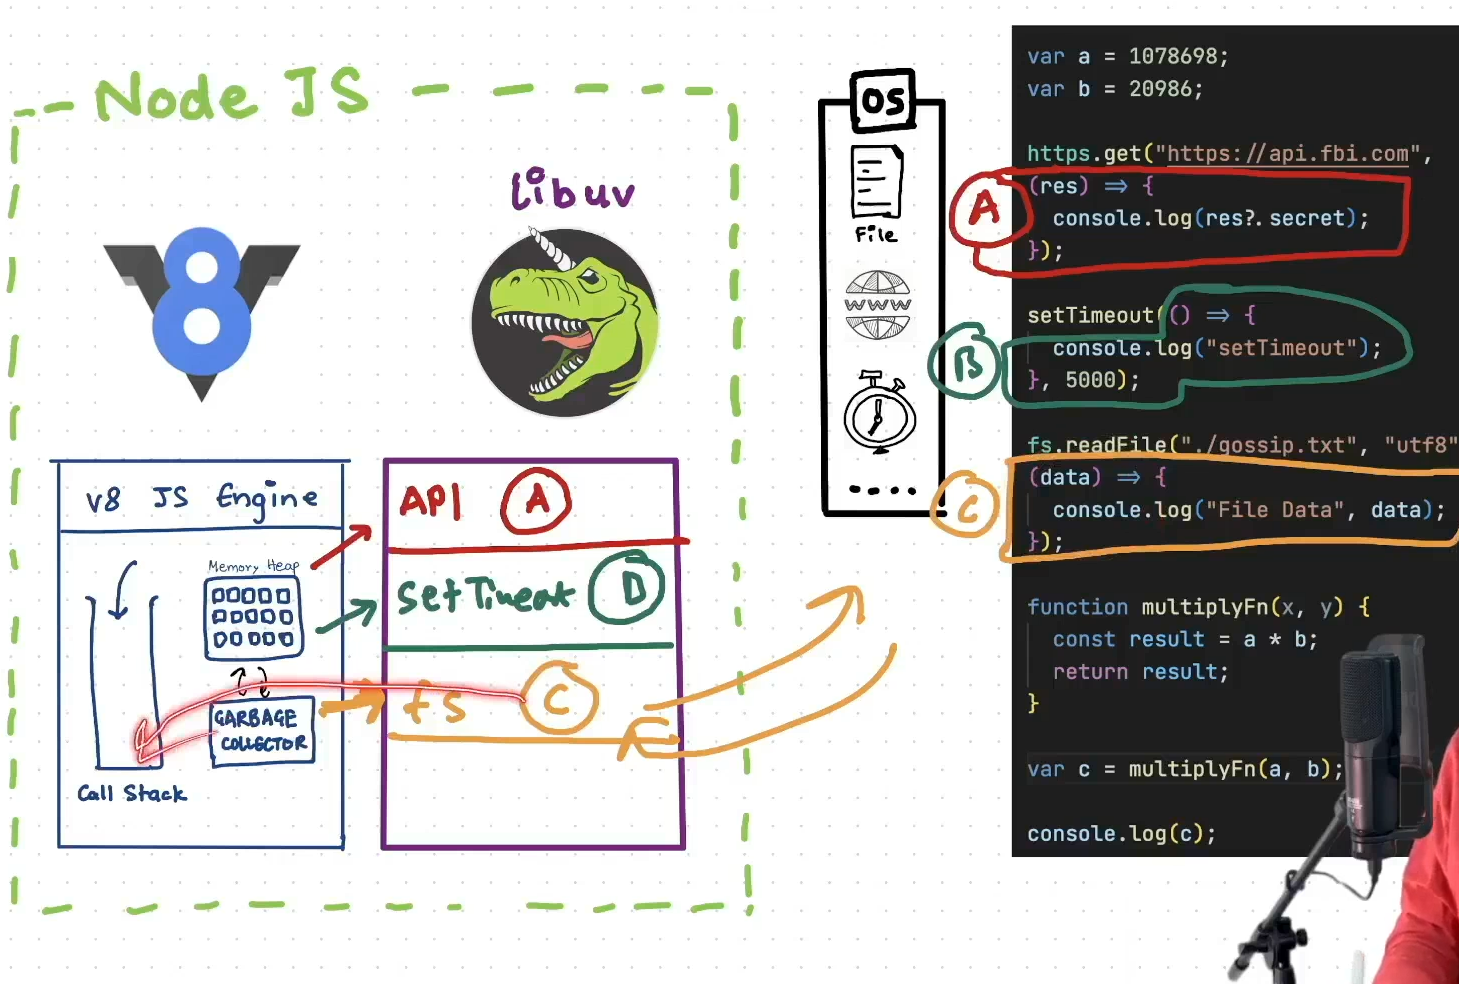 Node JS
Libuv
8
V8 JS Engine
Memory Heap
GARBAGE
COLLECTOR
Call Stack
API A
fs C
OS
File
WWW
A
B
C
var a = 1078698;
var b = 20986;
https.get("https://api.fbi.com",
(res) => {
console.log(res?.secret);
});
setTimeout(() => {
console.log("setTimeout");
}, 5000);
fs.readFile("./gossip.txt", "utf8"
(data) => {
console.log("File Data", data);
});
function multiplyFn(x, y) {
const result = a * b;
return result;
}
var c = multiplyFn(a, b);
console.log(c);